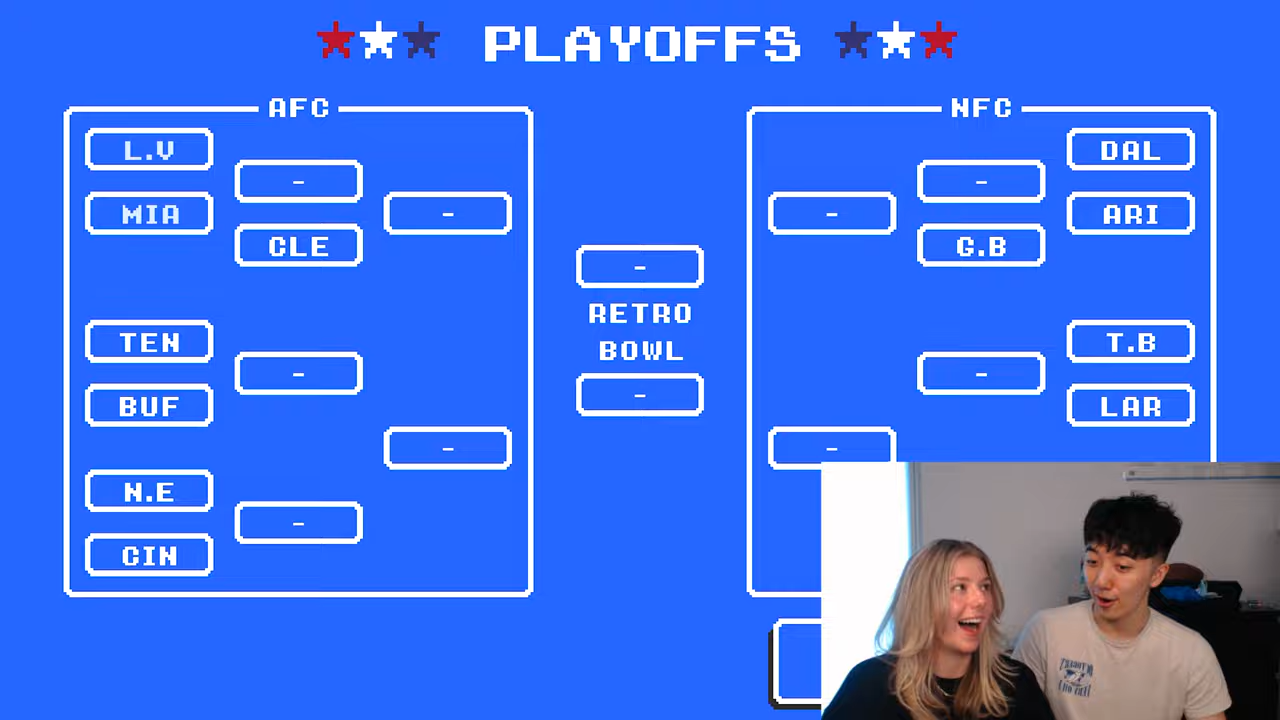 PLAYOFFS
AFC
NFC
L.V
MIA
-
CLE
-
TEN
BUF
-
-
N.E
CIN
-
-
RETRO
BOWL
-
-
-
G.B
DAL
ARI
-
-
T.B
LAR